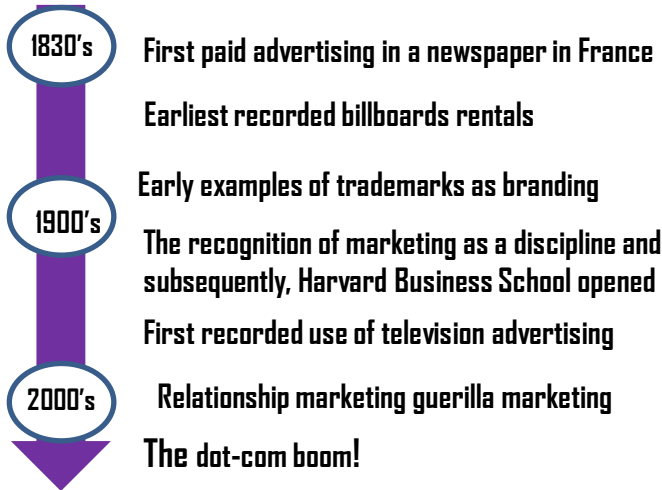 1830's
First paid advertising in a newspaper in France
Earliest recorded billboards rentals
Early examples of trademarks as branding
1900's
The recognition of marketing as a discipline and
subsequently, Harvard Business School opened
First recorded use of television advertising
2000's
Relationship marketing guerilla marketing
The dot-com boom!